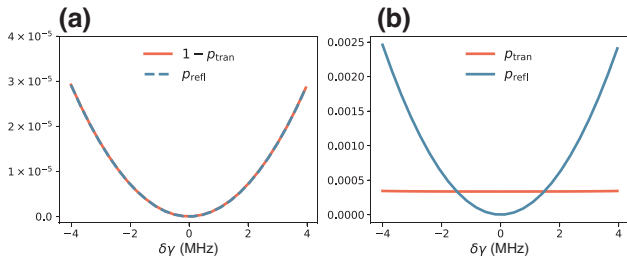 (a)
4 × 10⁻⁵
3 × 10⁻⁵
2 × 10⁻⁵
1 × 10⁻⁵
0.0
1 − p_tran
p_refl
−4 −2 0 2 4
δγ (MHz)
(b)
0.0025
0.0020
0.0015
0.0010
0.0005
0.0000
p_tran
p_refl
−4 −2 0 2 4
δγ (MHz)